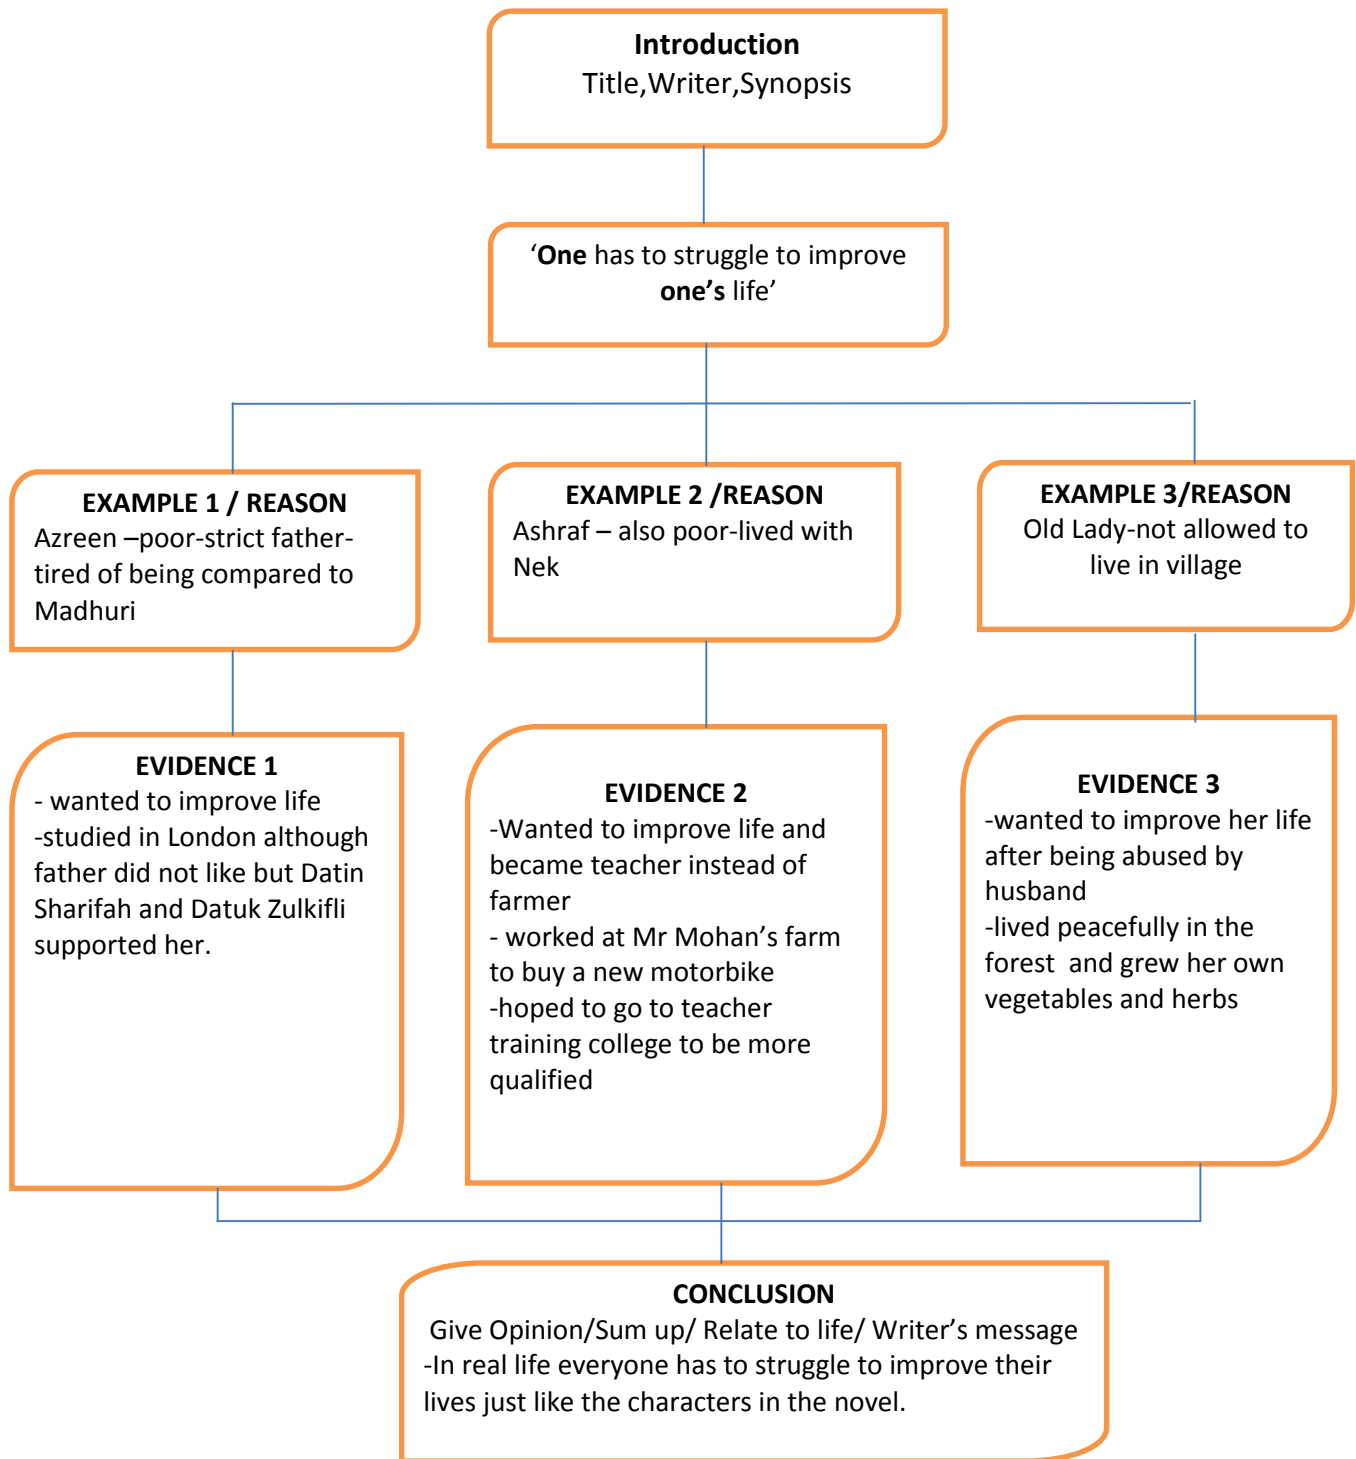 Introduction
Title,Writer,Synopsis
‘One has to struggle to improve
one’s life’
EXAMPLE 1 / REASON
Azreen –poor-strict father-
tired of being compared to
Madhuri
EXAMPLE 2 /REASON
Ashraf – also poor-lived with
Nek
EXAMPLE 3/REASON
Old Lady-not allowed to
live in village
EVIDENCE 1
- wanted to improve life
-studied in London although
father did not like but Datin
Sharifah and Datuk Zulkifli
supported her.
EVIDENCE 2
-Wanted to improve life and
became teacher instead of
farmer
- worked at Mr Mohan’s farm
to buy a new motorbike
-hoped to go to teacher
training college to be more
qualified
EVIDENCE 3
-wanted to improve her life
after being abused by
husband
-lived peacefully in the
forest  and grew her own
vegetables and herbs
CONCLUSION
Give Opinion/Sum up/ Relate to life/ Writer’s message
-In real life everyone has to struggle to improve their
lives just like the characters in the novel.